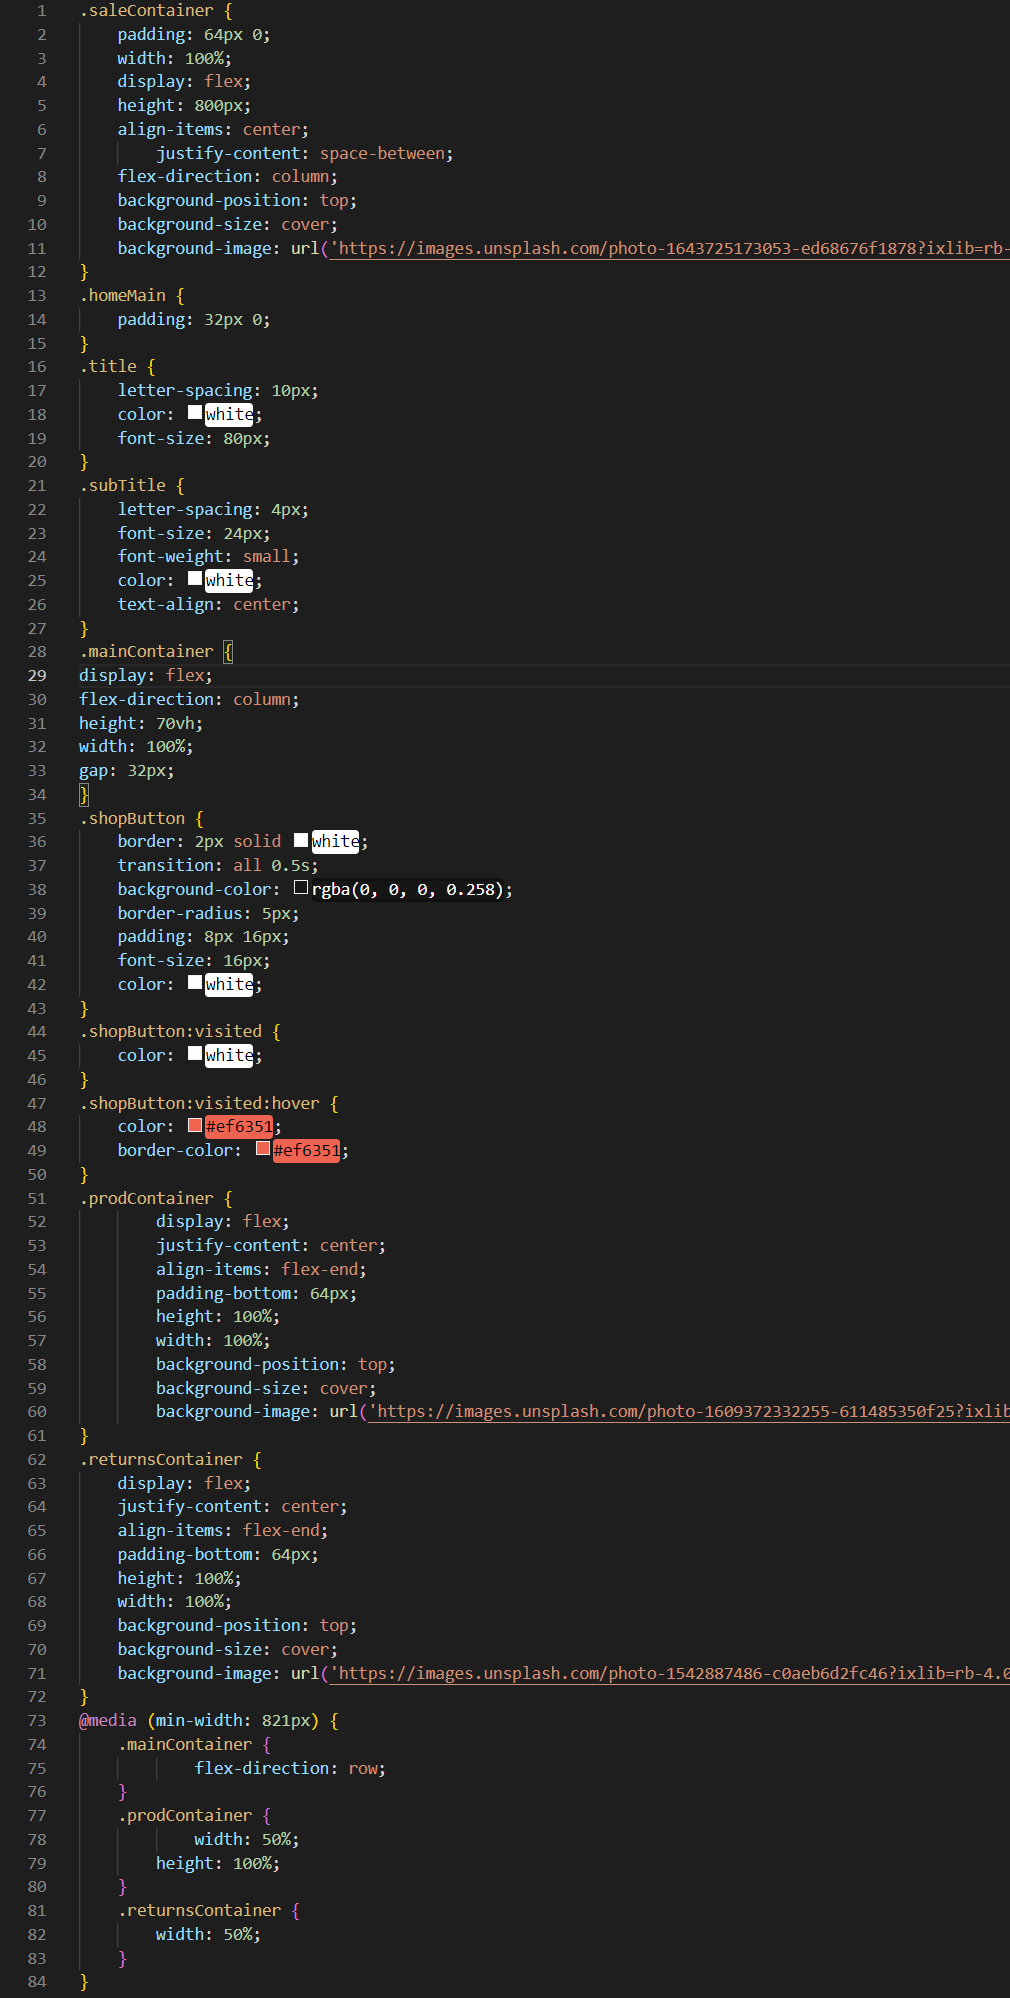 1 .saleContainer {
2 padding: 64px 0;
3 width: 100%;
4 display: flex;
5 height: 800px;
6 align-items: center;
7 justify-content: space-between;
8 flex-direction: column;
9 background-position: top;
10 background-size: cover;
11 background-image: url('https://images.unsplash.com/photo-1643725173053-ed68676f1878?ixlib=rb-
12 }
13 .homeMain {
14 padding: 32px 0;
15 }
16 .title {
17 letter-spacing: 10px;
18 color: white;
19 font-size: 80px;
20 }
21 .subTitle {
22 letter-spacing: 4px;
23 font-size: 24px;
24 font-weight: small;
25 color: white;
26 text-align: center;
27 }
28 .mainContainer {
29 display: flex;
30 flex-direction: column;
31 height: 70vh;
32 width: 100%;
33 gap: 32px;
34 }
35 .shopButton {
36 border: 2px solid white;
37 transition: all 0.5s;
38 background-color: rgba(0, 0, 0, 0.258);
39 border-radius: 5px;
40 padding: 8px 16px;
41 font-size: 16px;
42 color: white;
43 }
44 .shopButton:visited {
45 color: white;
46 }
47 .shopButton:visited:hover {
48 color: #ef6351;
49 border-color: #ef6351;
50 }
51 .prodContainer {
52 display: flex;
53 justify-content: center;
54 align-items: flex-end;
55 padding-bottom: 64px;
56 height: 100%;
57 width: 100%;
58 background-position: top;
59 background-size: cover;
60 background-image: url('https://images.unsplash.com/photo-1609372332255-611485350f25?ixlib
61 }
62 .returnsContainer {
63 display: flex;
64 justify-content: center;
65 align-items: flex-end;
66 padding-bottom: 64px;
67 height: 100%;
68 width: 100%;
69 background-position: top;
70 background-size: cover;
71 background-image: url('https://images.unsplash.com/photo-1542887486-c0aeb6d2fc46?ixlib=rb-4.0
72 }
73 @media (min-width: 821px) {
74 .mainContainer {
75 flex-direction: row;
76 }
77 .prodContainer {
78 width: 50%;
79 height: 100%;
80 }
81 .returnsContainer {
82 width: 50%;
83 }
84 }